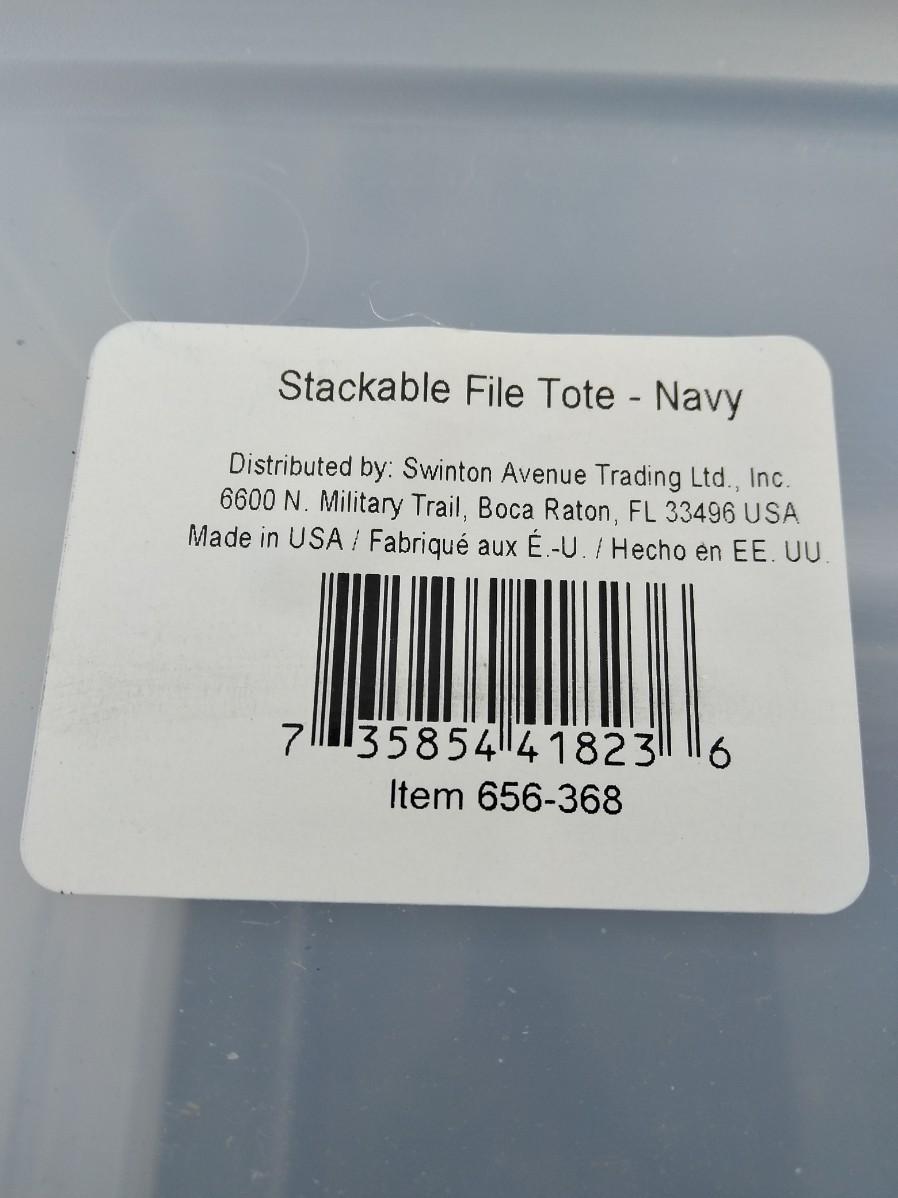 Stackable File Tote - Navy
Distributed by: Swinton Avenue Trading Ltd., Inc.
6600 N. Military Trail, Boca Raton, FL 33496 USA
Made in USA / Fabriqué aux É.-U. / Hecho en EE. UU.
7 35854 41823 6
Item 656-368